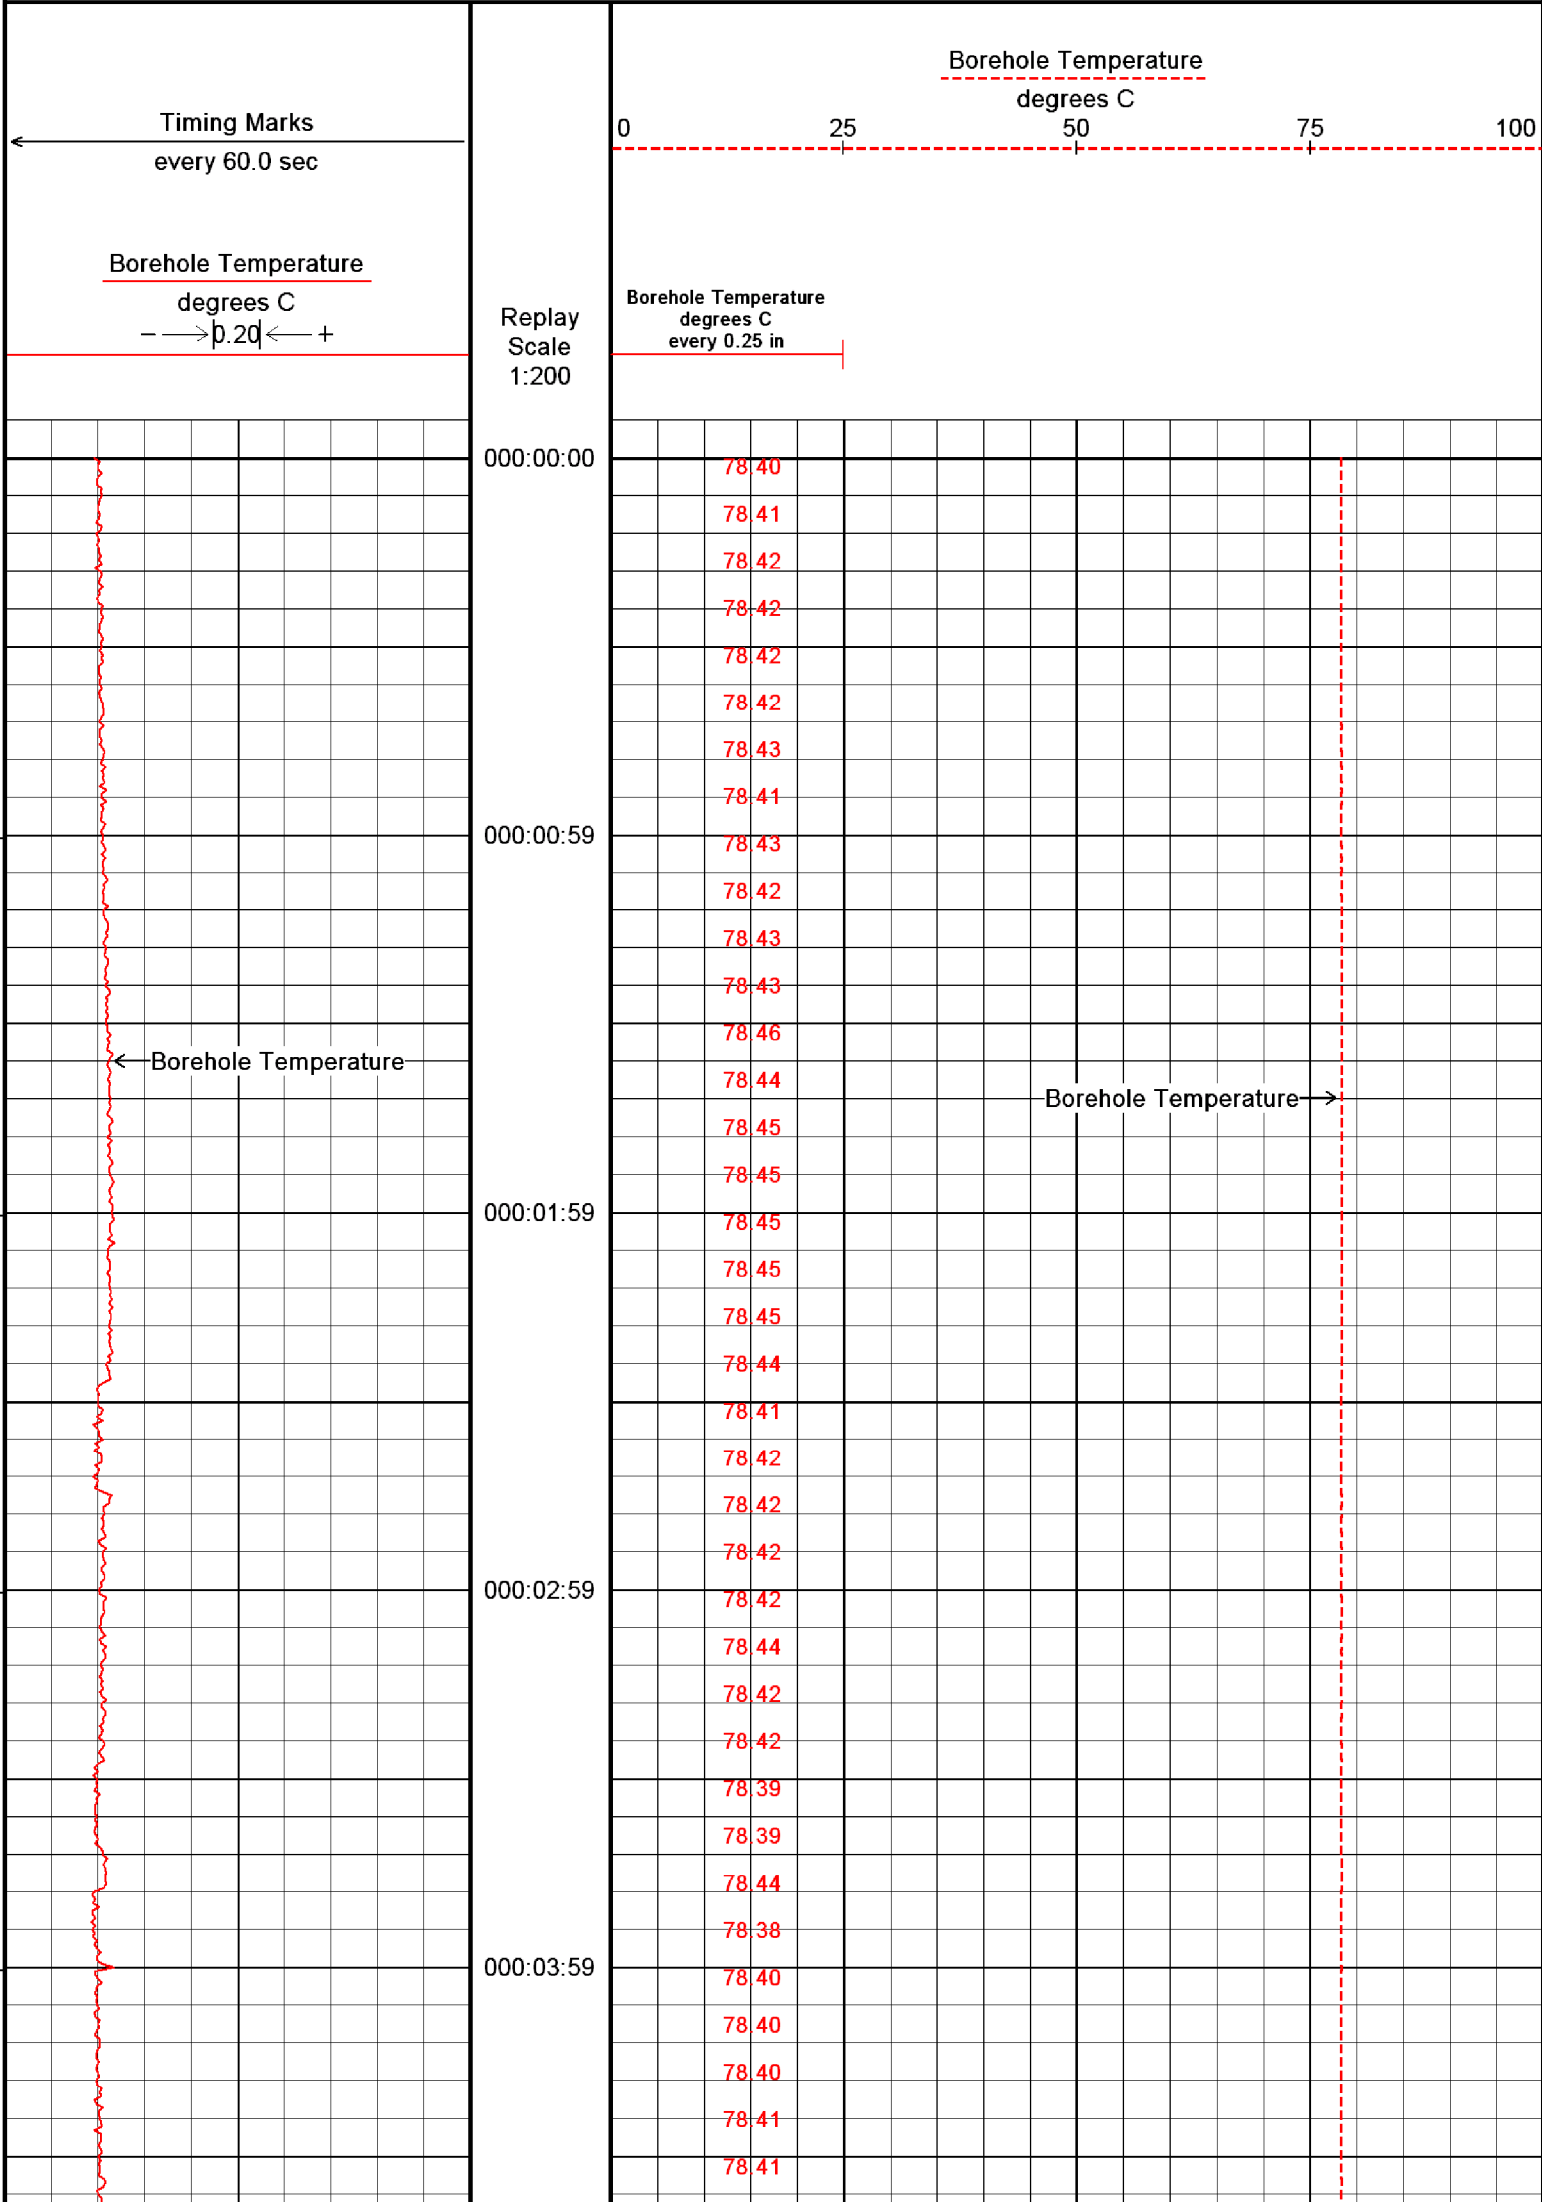 Timing Marks
every 60.0 sec
Borehole Temperature
degrees C
− 0.20 +
Replay
Scale
1:200
Borehole Temperature
degrees C
0 25 50 75 100
Borehole Temperature
degrees C
every 0.25 in
000:00:00 78.40
78.41
78.42
78.42
78.42
78.42
78.43
78.41
000:00:59 78.43
78.42
78.43
78.43
78.46
Borehole Temperature
78.44
Borehole Temperature
78.45
78.45
000:01:59 78.45
78.45
78.45
78.44
78.41
78.42
78.42
78.42
000:02:59 78.42
78.44
78.42
78.42
78.39
78.39
78.44
78.38
000:03:59 78.40
78.40
78.40
78.41
78.41